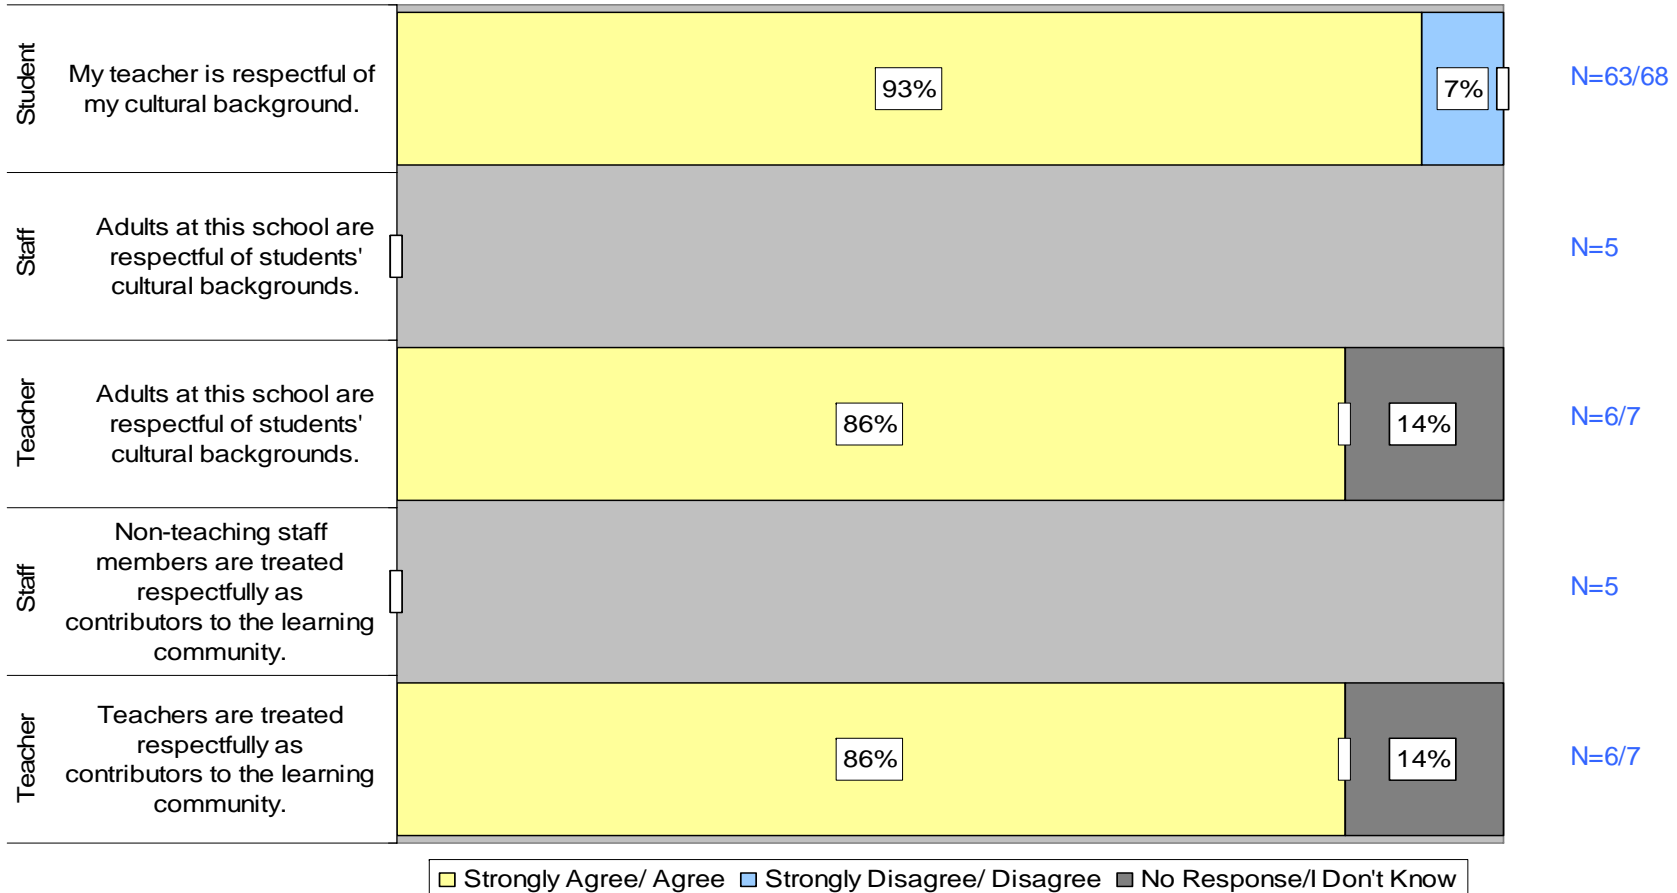 Student
My teacher is respectful of
my cultural background.
93%
7%
N=63/68
Staff
Adults at this school are
respectful of students'
cultural backgrounds.
N=5
Teacher
Adults at this school are
respectful of students'
cultural backgrounds.
86%
14%
N=6/7
Staff
Non-teaching staff
members are treated
respectfully as
contributors to the learning
community.
N=5
Teacher
Teachers are treated
respectfully as
contributors to the learning
community.
86%
14%
N=6/7
Strongly Agree/ Agree Strongly Disagree/ Disagree No Response/I Don't Know